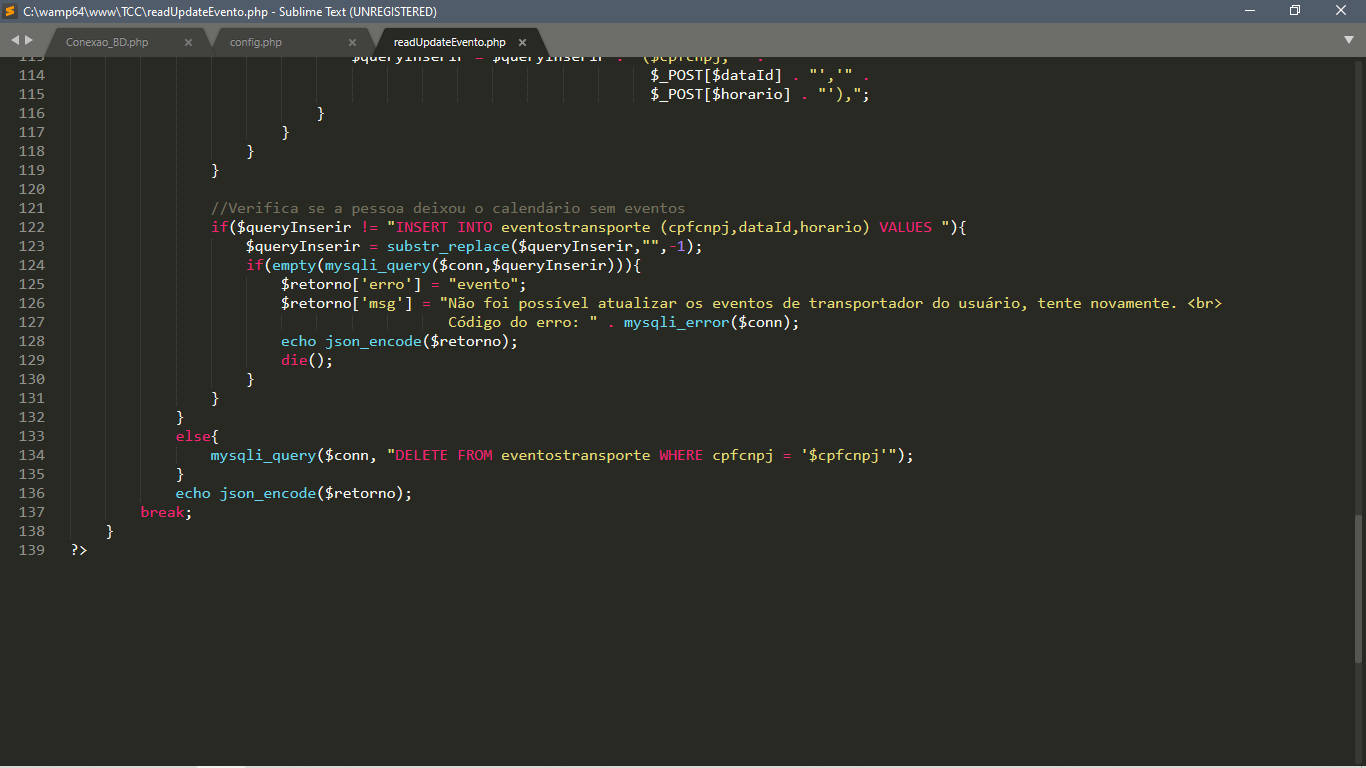 C:\wamp64\www\TCC\readUpdateEvento.php - Sublime Text (UNREGISTERED)
Conexao_BD.php × config.php × readUpdateEvento.php ×
113 $queryInserir = $queryInserir . "($cpfcnpj,'" .
114 $_POST[$dataId] . "','" .
115 $_POST[$horario] . "'),";
116 }
117 }
118 }
119 }
120
121 //Verifica se a pessoa deixou o calendário sem eventos
122 if($queryInserir != "INSERT INTO eventostransporte (cpfcnpj,dataId,horario) VALUES "){
123 $queryInserir = substr_replace($queryInserir,"",-1);
124 if(empty(mysqli_query($conn,$queryInserir))){
125 $retorno['erro'] = "evento";
126 $retorno['msg'] = "Não foi possível atualizar os eventos de transportador do usuário, tente novamente. <br>
127 Código do erro: " . mysqli_error($conn);
128 echo json_encode($retorno);
129 die();
130 }
131 }
132 }
133 else{
134 mysqli_query($conn, "DELETE FROM eventostransporte WHERE cpfcnpj = '$cpfcnpj'");
135 }
136 echo json_encode($retorno);
137 break;
138 }
139 ?>